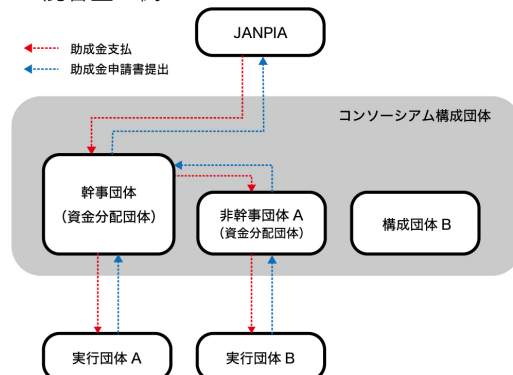 JANPIA
助成金支払
助成金申請書提出
コンソーシアム構成団体
幹事団体
（資金分配団体）
非幹事団体 A
（資金分配団体）
構成団体 B
実行団体 A
実行団体 B